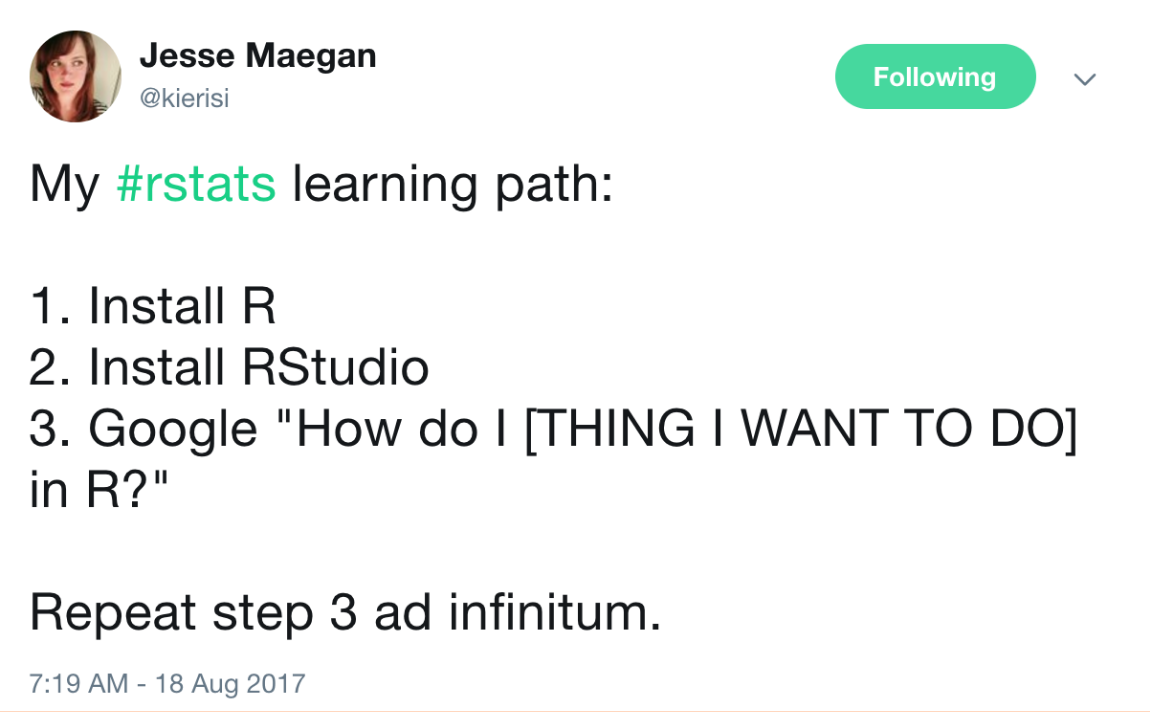 Jesse Maegan
@kierisi
Following
My #rstats learning path:
1. Install R
2. Install RStudio
3. Google "How do I [THING I WANT TO DO]
in R?"
Repeat step 3 ad infinitum.
7:19 AM - 18 Aug 2017